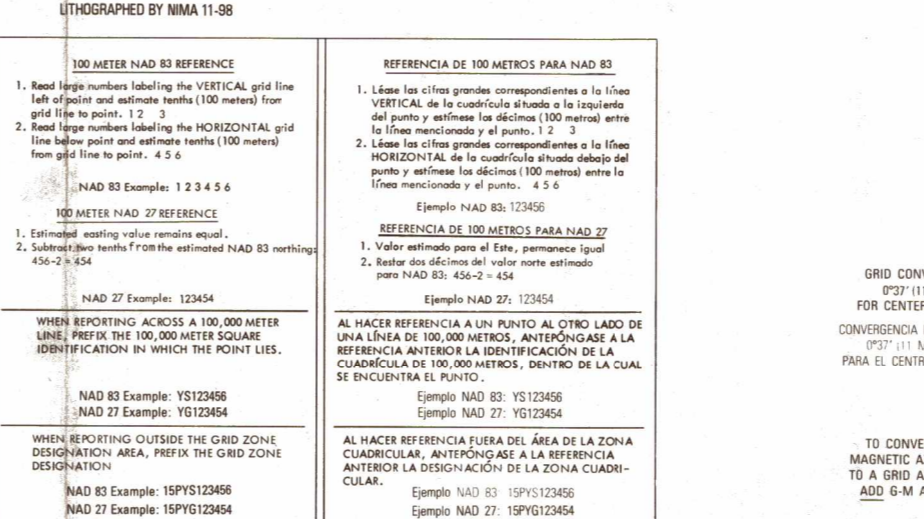 LITHOGRAPHED BY NIMA 11-98
100 METER NAD 83 REFERENCE
1. Read large numbers labeling the VERTICAL grid line
left of point and estimate tenths (100 meters) from
grid line to point. 1 2 3
2. Read large numbers labeling the HORIZONTAL grid
line below point and estimate tenths (100 meters)
from grid line to point. 4 5 6
NAD 83 Example: 1 2 3 4 5 6
100 METER NAD 27 REFERENCE
1. Estimated easting value remains equal.
2. Subtract two tenths from the estimated NAD 83 northing:
456-2 = 454
NAD 27 Example: 123454
WHEN REPORTING ACROSS A 100,000 METER
LINE, PREFIX THE 100,000 METER SQUARE
IDENTIFICATION IN WHICH THE POINT LIES.
NAD 83 Example: YS123456
NAD 27 Example: YG123454
WHEN REPORTING OUTSIDE THE GRID ZONE
DESIGNATION AREA, PREFIX THE GRID ZONE
DESIGNATION
NAD 83 Example: 15PYS123456
NAD 27 Example: 15PYG123454
REFERENCIA DE 100 METROS PARA NAD 83
1. Léase las cifras grandes correspondientes a la línea
VERTICAL de la cuadrícula situada a la izquierda
del punto y estímese los décimos (100 metros) entre
la línea mencionada y el punto. 1 2 3
2. Léase las cifras grandes correspondientes a la línea
HORIZONTAL de la cuadrícula situada debajo del
punto y estímese los décimos (100 metros) entre la
línea mencionada y el punto. 4 5 6
Ejemplo NAD 83: 123456
REFERENCIA DE 100 METROS PARA NAD 27
1. Valor estimado para el Este, permanece igual
2. Restar dos décimos del valor norte estimado
para NAD 83: 456-2 = 454
Ejemplo NAD 27: 123454
AL HACER REFERENCIA A UN PUNTO AL OTRO LADO DE
UNA LÍNEA DE 100,000 METROS, ANTEPÓNGASE A LA
REFERENCIA ANTERIOR LA IDENTIFICACIÓN DE LA
CUADRÍCULA DE 100,000 METROS, DENTRO DE LA CUAL
SE ENCUENTRA EL PUNTO.
Ejemplo NAD 83: YS123456
Ejemplo NAD 27: YG123454
AL HACER REFERENCIA FUERA DEL ÁREA DE LA ZONA
CUADRICULAR, ANTEPÓNGASE A LA REFERENCIA
ANTERIOR LA DESIGNACIÓN DE LA ZONA CUADRI-
CULAR.
Ejemplo NAD 83 15PYS123456
Ejemplo NAD 27: 15PYG123454
GRID CONV
0°37' (11
FOR CENTER
CONVERGENCIA
0°37' (11 M
PARA EL CENTR
TO CONVE
MAGNETIC A
TO A GRID A
ADD G-M A